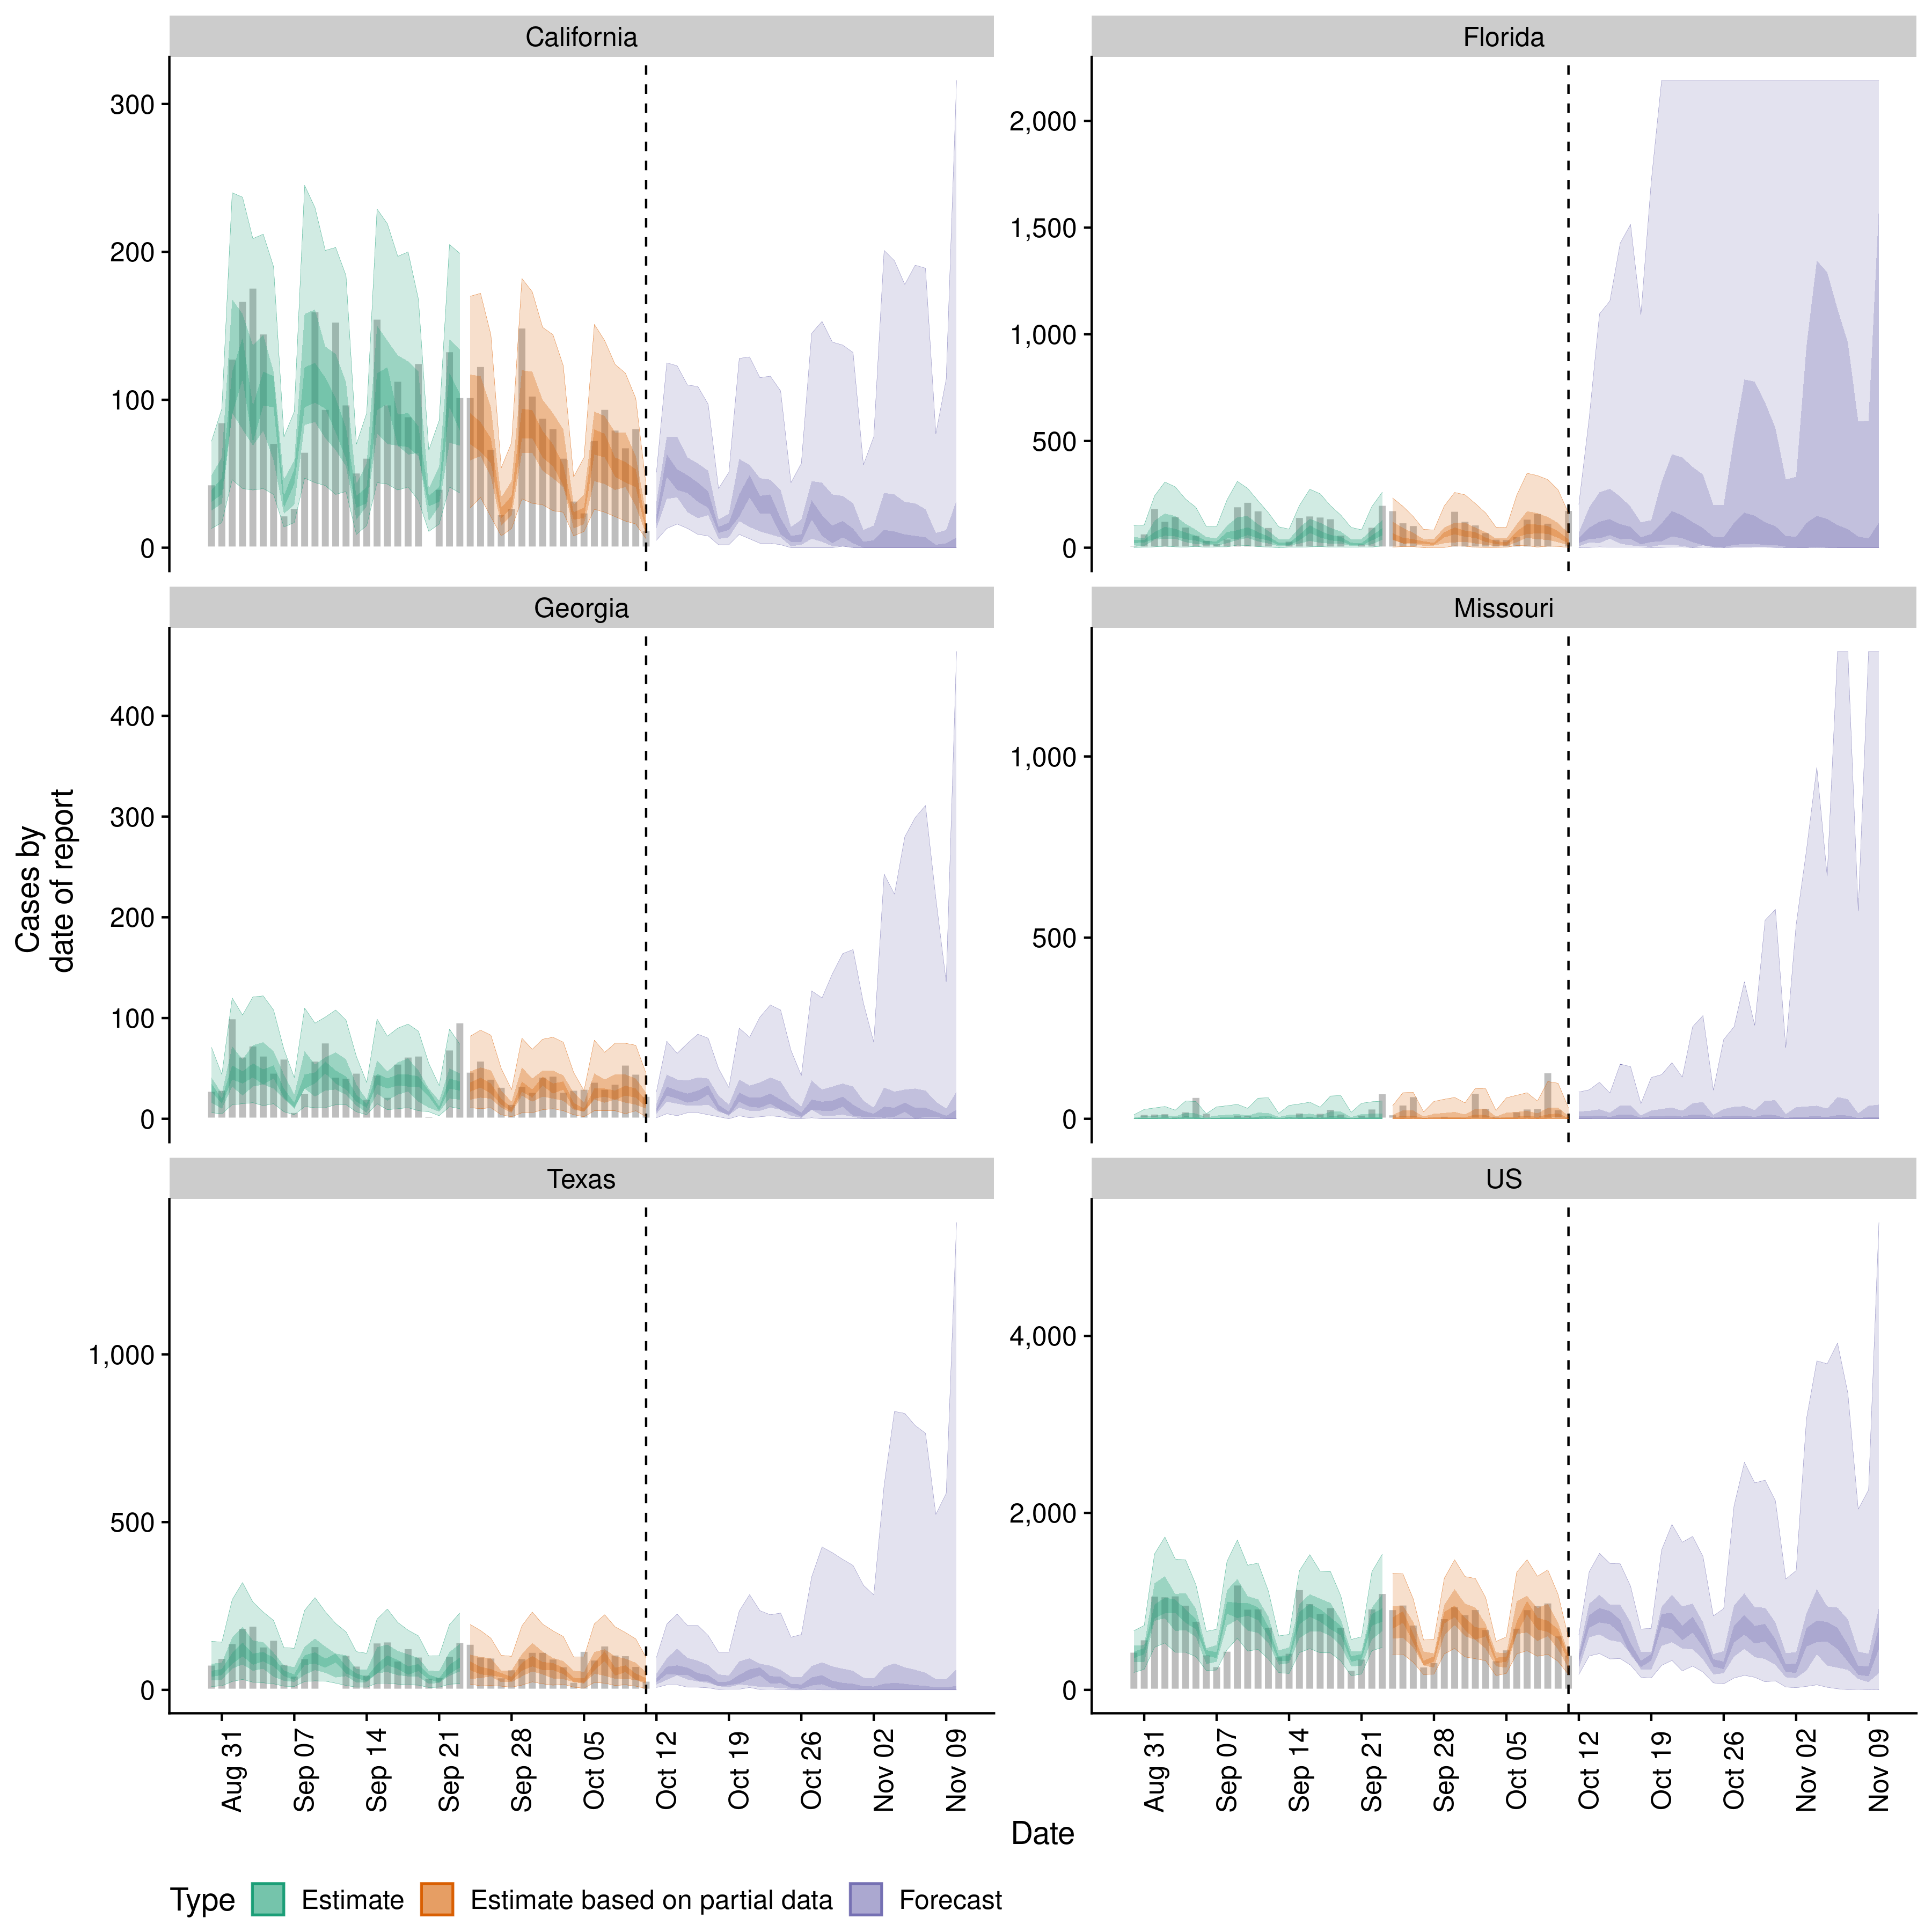 California
Florida
300
200
100
0
2,000
1,500
1,000
500
0
Georgia
Missouri
400
300
200
100
0
1,000
500
0
Cases by
date of report
Texas
US
1,000
500
0
4,000
2,000
0
Aug 31
Sep 07
Sep 14
Sep 21
Sep 28
Oct 05
Oct 12
Oct 19
Oct 26
Nov 02
Nov 09
Aug 31
Sep 07
Sep 14
Sep 21
Sep 28
Oct 05
Oct 12
Oct 19
Oct 26
Nov 02
Nov 09
Date
Type Estimate Estimate based on partial data Forecast